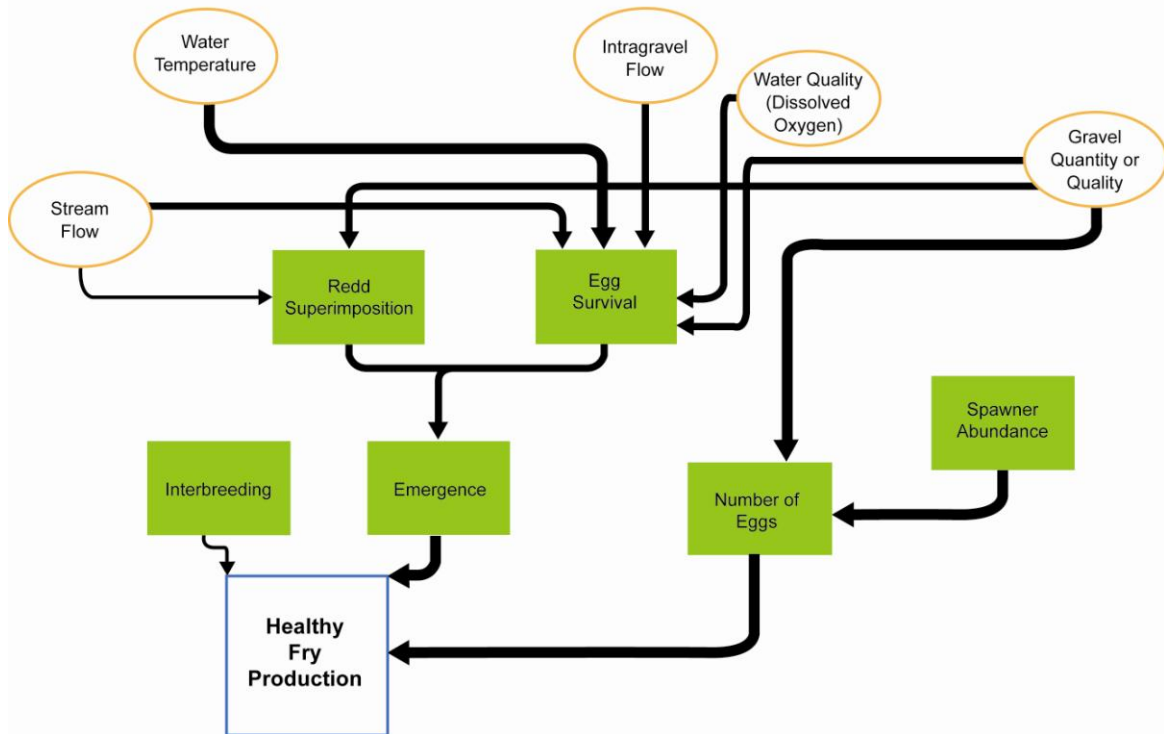 Water
Temperature
Intragravel
Flow
Water Quality
(Dissolved
Oxygen)
Gravel
Quantity or
Quality
Stream
Flow
Redd
Superimposition
Egg
Survival
Spawner
Abundance
Interbreeding
Emergence
Number of
Eggs
Healthy
Fry
Production